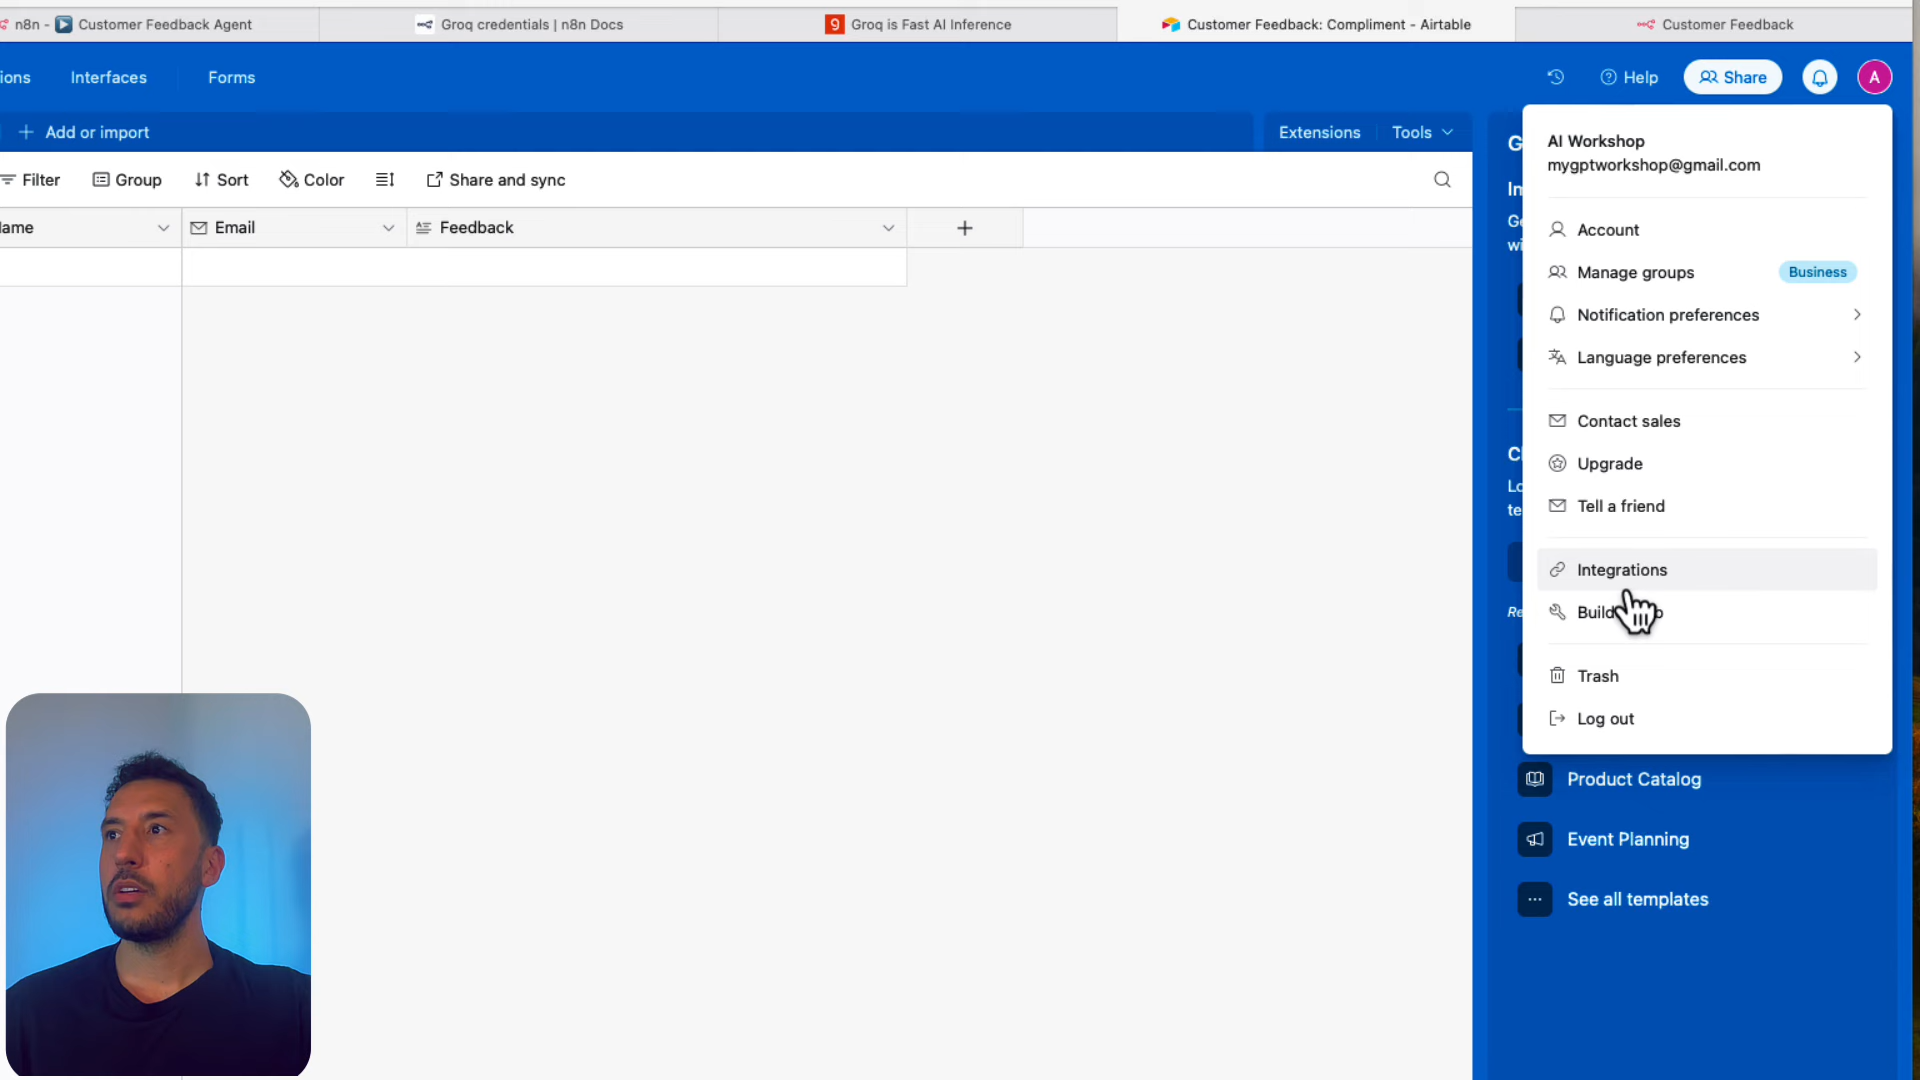 n8n - Customer Feedback Agent
Groq credentials | n8n Docs
9 Groq is Fast AI Inference
Customer Feedback: Compliment - Airtable
Customer Feedback
ions
Interfaces
Forms
Help
Share
A
Add or import
Extensions
Tools
Filter
Group
Sort
Color
Share and sync
lame
Email
Feedback
AI Workshop
mygptworkshop@gmail.com
Account
Manage groups
Business
Notification preferences
Language preferences
Contact sales
Upgrade
Tell a friend
Integrations
Build
Trash
Log out
Product Catalog
Event Planning
See all templates